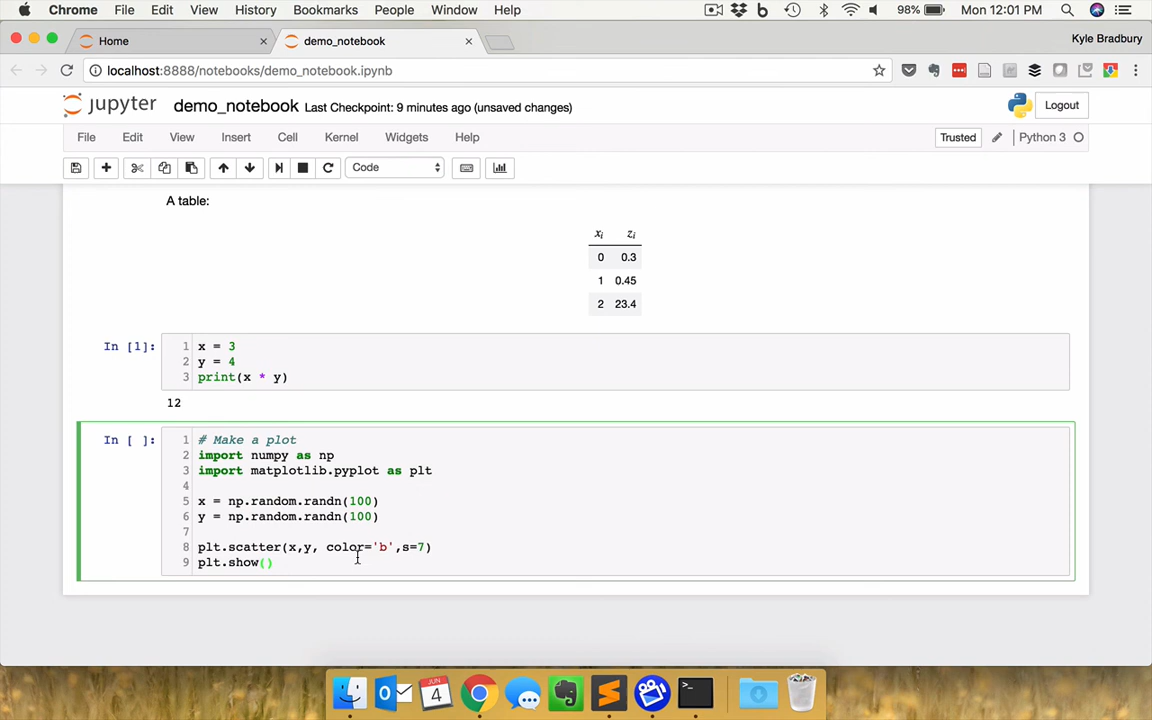 Chrome File Edit View History Bookmarks People Window Help 98% Mon 12:01 PM
Home demo_notebook Kyle Bradbury
localhost:8888/notebooks/demo_notebook.ipynb
jupyter demo_notebook Last Checkpoint: 9 minutes ago (unsaved changes) Logout
File Edit View Insert Cell Kernel Widgets Help Trusted Python 3
Code
A table:
xi zi
0 0.3
1 0.45
2 23.4
In [1]: 1 x = 3
2 y = 4
3 print(x * y)
12
In [ ]: 1 # Make a plot
2 import numpy as np
3 import matplotlib.pyplot as plt
4
5 x = np.random.randn(100)
6 y = np.random.randn(100)
7
8 plt.scatter(x,y, color='b',s=7)
9 plt.show()
4